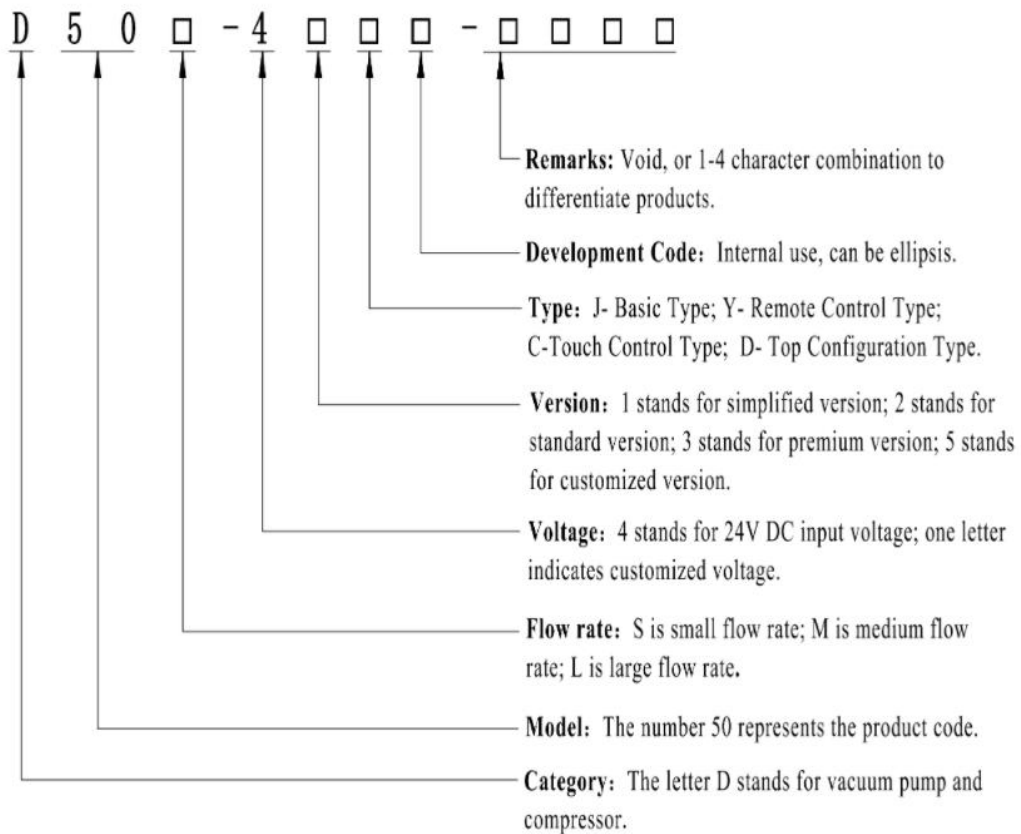 D 5 0 □ - 4 □ □ □ - □ □ □ □
Remarks: Void, or 1-4 character combination to
differentiate products.
Development Code: Internal use, can be ellipsis.
Type: J- Basic Type; Y- Remote Control Type;
C-Touch Control Type; D- Top Configuration Type.
Version: 1 stands for simplified version; 2 stands for
standard version; 3 stands for premium version; 5 stands
for customized version.
Voltage: 4 stands for 24V DC input voltage; one letter
indicates customized voltage.
Flow rate: S is small flow rate; M is medium flow
rate; L is large flow rate.
Model: The number 50 represents the product code.
Category: The letter D stands for vacuum pump and
compressor.